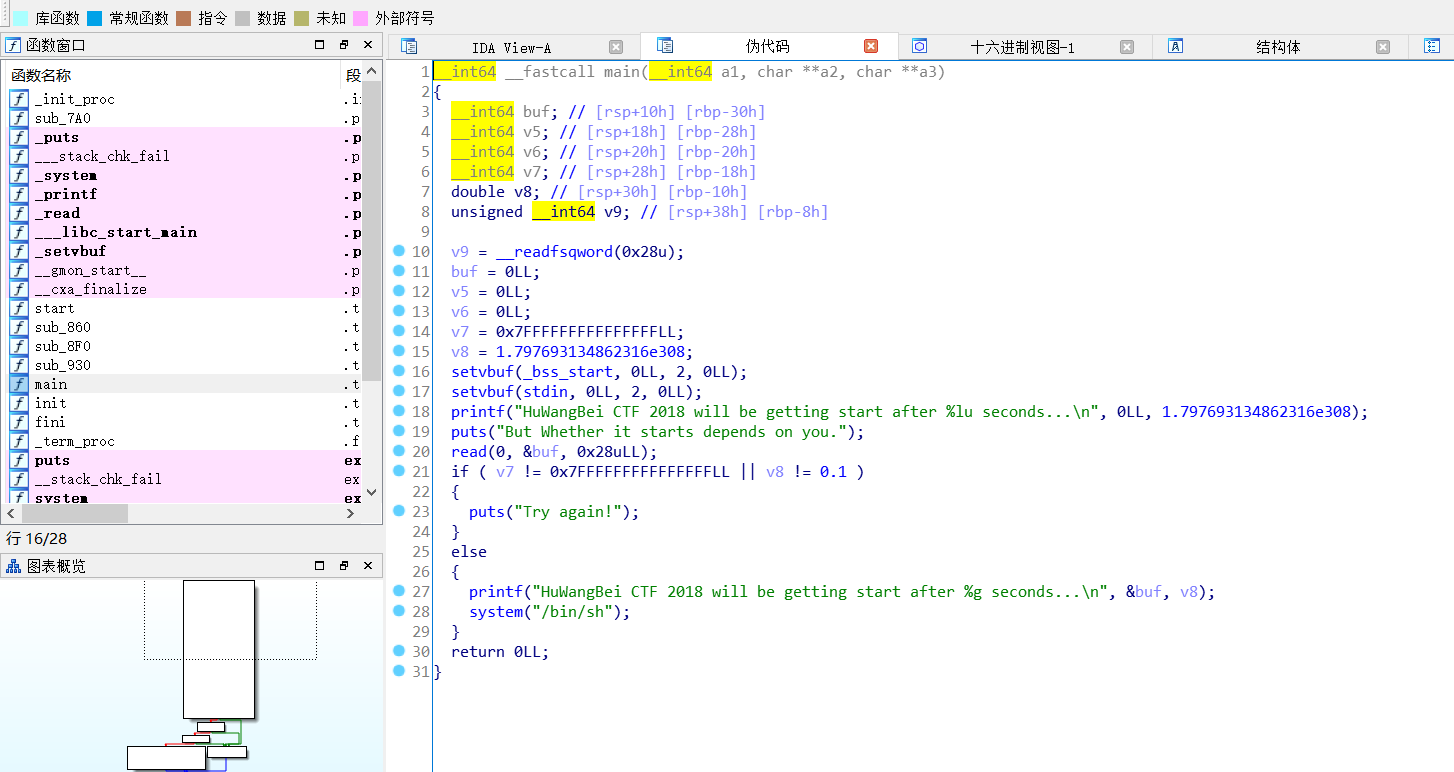 库函数 常规函数 指令 数据 未知 外部符号
函数窗口
函数名称 段
_init_proc .i
sub_7A0 .p
_puts .p
___stack_chk_fail .p
_system .p
_printf .p
_read .p
___libc_start_main .p
_setvbuf .p
__gmon_start__ .p
__cxa_finalize .p
start .t
sub_860 .t
sub_8F0 .t
sub_930 .t
main .t
init .t
fini .t
_term_proc .f
puts ex
__stack_chk_fail ex
system ex
行 16/28
图表概览
IDA View-A 伪代码 十六进制视图-1 结构体
1 __int64 __fastcall main(__int64 a1, char **a2, char **a3)
2 {
3 __int64 buf; // [rsp+10h] [rbp-30h]
4 __int64 v5; // [rsp+18h] [rbp-28h]
5 __int64 v6; // [rsp+20h] [rbp-20h]
6 __int64 v7; // [rsp+28h] [rbp-18h]
7 double v8; // [rsp+30h] [rbp-10h]
8 unsigned __int64 v9; // [rsp+38h] [rbp-8h]
9
10 v9 = __readfsqword(0x28u);
11 buf = 0LL;
12 v5 = 0LL;
13 v6 = 0LL;
14 v7 = 0x7FFFFFFFFFFFFFFFLL;
15 v8 = 1.797693134862316e308;
16 setvbuf(_bss_start, 0LL, 2, 0LL);
17 setvbuf(stdin, 0LL, 2, 0LL);
18 printf("HuWangBei CTF 2018 will be getting start after %lu seconds...\n", 0LL, 1.797693134862316e308);
19 puts("But Whether it starts depends on you.");
20 read(0, &buf, 0x28uLL);
21 if ( v7 != 0x7FFFFFFFFFFFFFFFLL || v8 != 0.1 )
22 {
23 puts("Try again!");
24 }
25 else
26 {
27 printf("HuWangBei CTF 2018 will be getting start after %g seconds...\n", &buf, v8);
28 system("/bin/sh");
29 }
30 return 0LL;
31 }